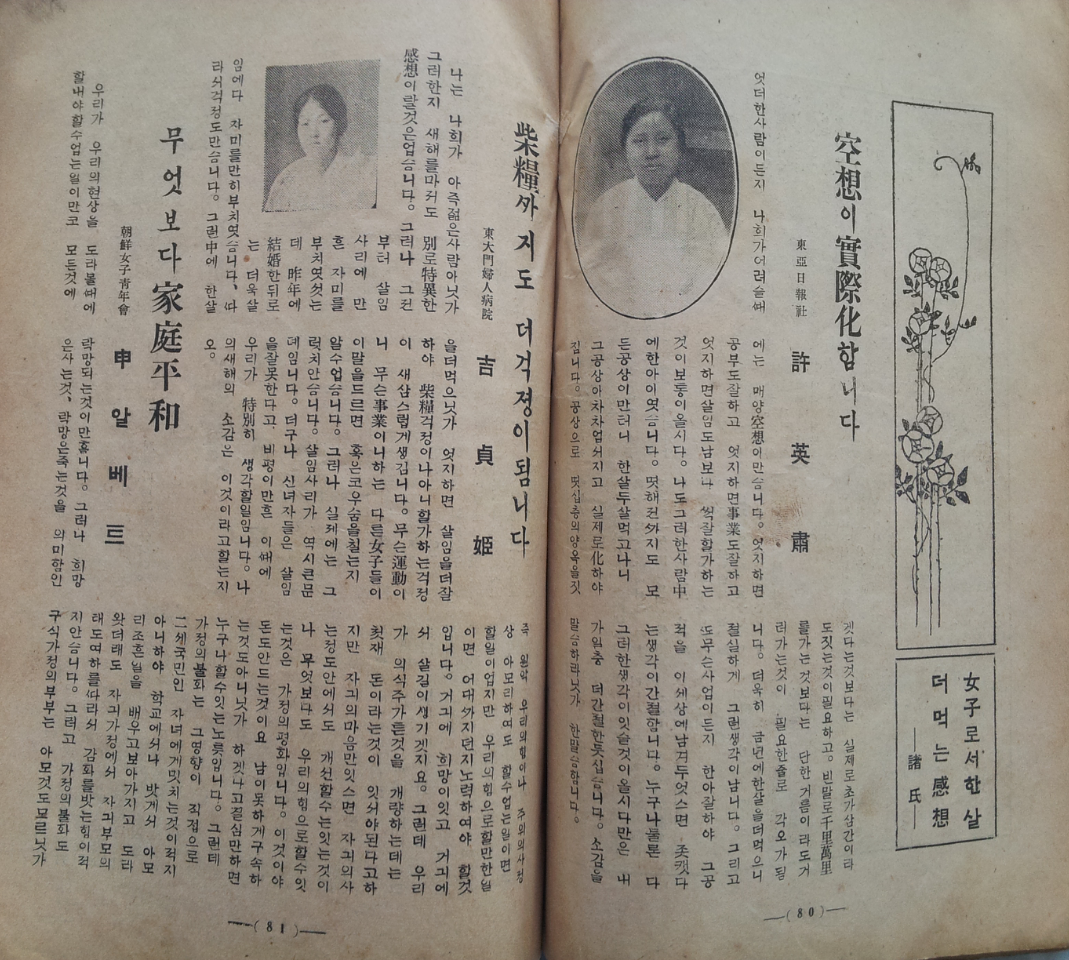 女子로서한살
더먹는感想
——諸氏——
空想이實際化함니다
東亞日報社
許英肅
엇더한사람이든지 나희가어려슬때
에는 매양空想이만슴니다。엇지하면
공부도잘하고 엇지하면事業도잘하고
엇지하면살임도남보다 썩잘할가하는
것이보통이올시다。나도그러한사람中
에한아이엿슴니다。떳해전까지도 모
든공상이만터니 한살두살먹고나니
그공상이차차업서지고 실제로化하야
짐니다。공상으로 몃십층의양옥을짓
겟다는것보다는 실제로초가삼간이라
도짓는것이필요하고。빈말로千里萬里
를가는것보다는 단한거름이라도거
러가는것이 필요한줄로 각오가됨
니다。더욱히 금년에한살을더먹으니
절실하게 그런생각이남니다。그리고
또무슨사업이든지 한아잘하야 그공
적을 이세상에남겨두엇스면 좃켓다
는생각이간절함니다。누구나물론 다
그러한생각이잇슬것이올시다만은 내
가일층 더간절한듯십슴니다。소감을
말슴하라닛가 한말슴함니다。
—(80)—
柴糧까지도 더걱정이됨니다
東大門婦人病院
吉貞姬
나는 나희가 아즉젊은사람아닛가
그러한지 새해를마저도 別로特異한
感想이랄것은업슴니다。그러나 그전
부터 살임
사리에 만
흔 자미를
부치엿섯는
데 昨年에
結婚한뒤로
는 더욱살
임에다 자미를만히부치엿슴니다、따
라서걱정도만슴니다。그런中에 한살
을더먹으닛가 엇지하면 살임을더잘
하야 柴糧걱정이나아니할가하는걱정
이 새삼스럽게생김니다。무슨運動이
니 무슨事業이니하는 다른女子들이
이말을드르면 혹은코우숨을칠는지
알수업슴니다。그러나 실제에는 그
럿치안슴니다。살임사리가 역시큰문
데임니다。더구나 신녀자들은 살임
을잘못한다고 비평이만흔 이때에
우리가 特別히 생각할일임니다。나
의새해의 소감은 이것이라고할는지
오。
무엇보다家庭平和
朝鮮女子靑年會
申알베트
우리가 우리의현상을 도라볼때에
할내야할수업는일이만코 모든것에
락망되는것이만흠니다。그러나 희망
은사는것、락망은죽는것을 의미함인
즉 만약 우리의힘이나 주위의사정
상 아모리하여도 할수업는일이면
할일이업지만 우리의힘으로할만한일
이면 어대까지던지노력하여야 할것
임니다。거긔에 희망이잇고 거긔에
서 살길이생기겟지요。그런데 우리
가 의식주가튼것을 개량하는데는
첫재 돈이라는것이 잇서야된다고하
지만 자긔의마음만잇스면 자긔의사
는정도안에서도 개선할수는잇는것이
나 무엇보다도 우리의힘으로할수잇
는것은 가정의평화임니다。이것이야
돈도안드는것이요 남이못하게구속하
는것도아니닛가 하겟나고결심만하면
누구나할수잇는노릇임니다。그런데
가정의불화는 그영향이 직접으로
二세국민인 자녀에게밋치는것이적지
아니하야 학교에서나 밧게서 아모
리조흔일을 배우고보아가지고 도라
왓더래도 자긔가정에서 자긔부모의
래도여하를따라서 감화를밧는힘이적
지안슴니다。그러고 가정의불화도
구식가정의부부는 아모것도모르닛가
—(81)—